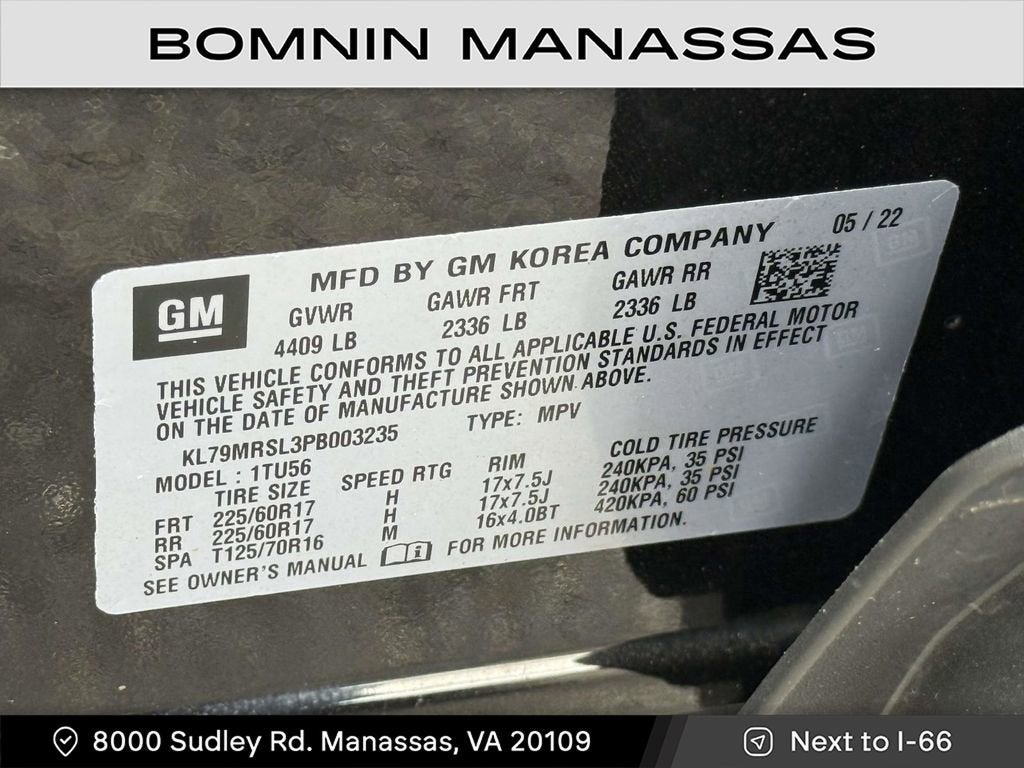 BOMNIN MANASSAS
MFD BY GM KOREA COMPANY 05 / 22
GM
GVWR GAWR FRT GAWR RR
4409 LB 2336 LB 2336 LB
THIS VEHICLE CONFORMS TO ALL APPLICABLE U.S. FEDERAL MOTOR
VEHICLE SAFETY AND THEFT PREVENTION STANDARDS IN EFFECT
ON THE DATE OF MANUFACTURE SHOWN ABOVE.
KL79MRSL3PB003235 TYPE: MPV
MODEL : 1TU56
TIRE SIZE SPEED RTG RIM COLD TIRE PRESSURE
FRT 225/60R17 H 17x7.5J 240KPA, 35 PSI
RR 225/60R17 H 17x7.5J 240KPA, 35 PSI
SPA T125/70R16 M 16x4.0BT 420KPA, 60 PSI
SEE OWNER'S MANUAL FOR MORE INFORMATION.
8000 Sudley Rd. Manassas, VA 20109
Next to I-66